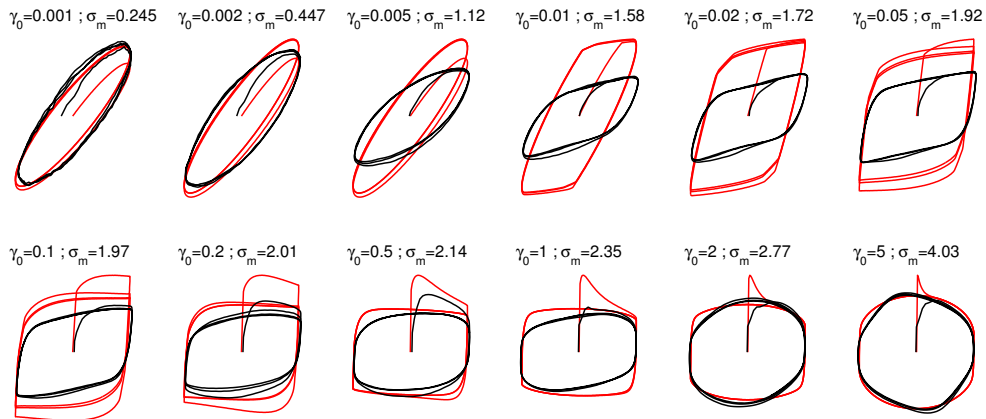 γ₀=0.001 ; σₘ=0.245
γ₀=0.002 ; σₘ=0.447
γ₀=0.005 ; σₘ=1.12
γ₀=0.01 ; σₘ=1.58
γ₀=0.02 ; σₘ=1.72
γ₀=0.05 ; σₘ=1.92
γ₀=0.1 ; σₘ=1.97
γ₀=0.2 ; σₘ=2.01
γ₀=0.5 ; σₘ=2.14
γ₀=1 ; σₘ=2.35
γ₀=2 ; σₘ=2.77
γ₀=5 ; σₘ=4.03